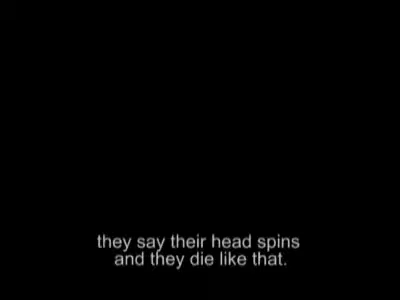 they say their head spins
and they die like that.